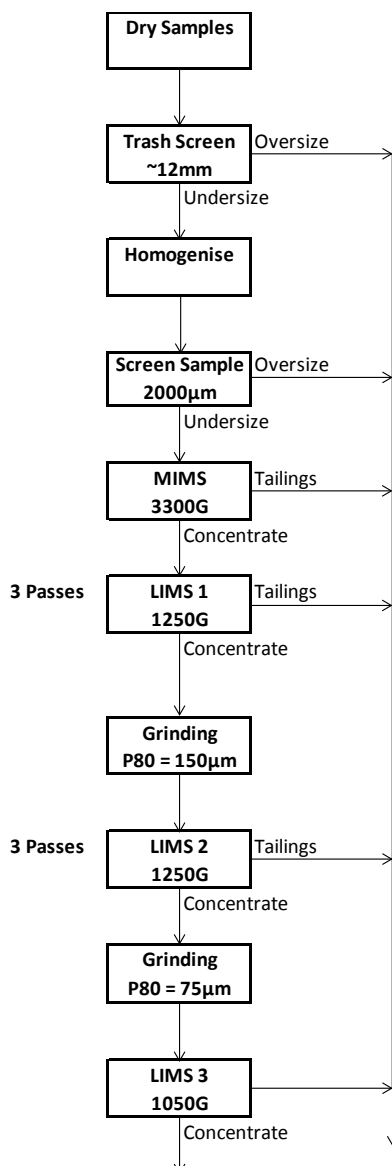 Dry Samples
Trash Screen
~12mm
Oversize
Undersize
Homogenise
Screen Sample
2000µm
Oversize
Undersize
MIMS
3300G
Tailings
Concentrate
3 Passes
LIMS 1
1250G
Tailings
Concentrate
Grinding
P80 = 150µm
3 Passes
LIMS 2
1250G
Tailings
Concentrate
Grinding
P80 = 75µm
LIMS 3
1050G
Concentrate